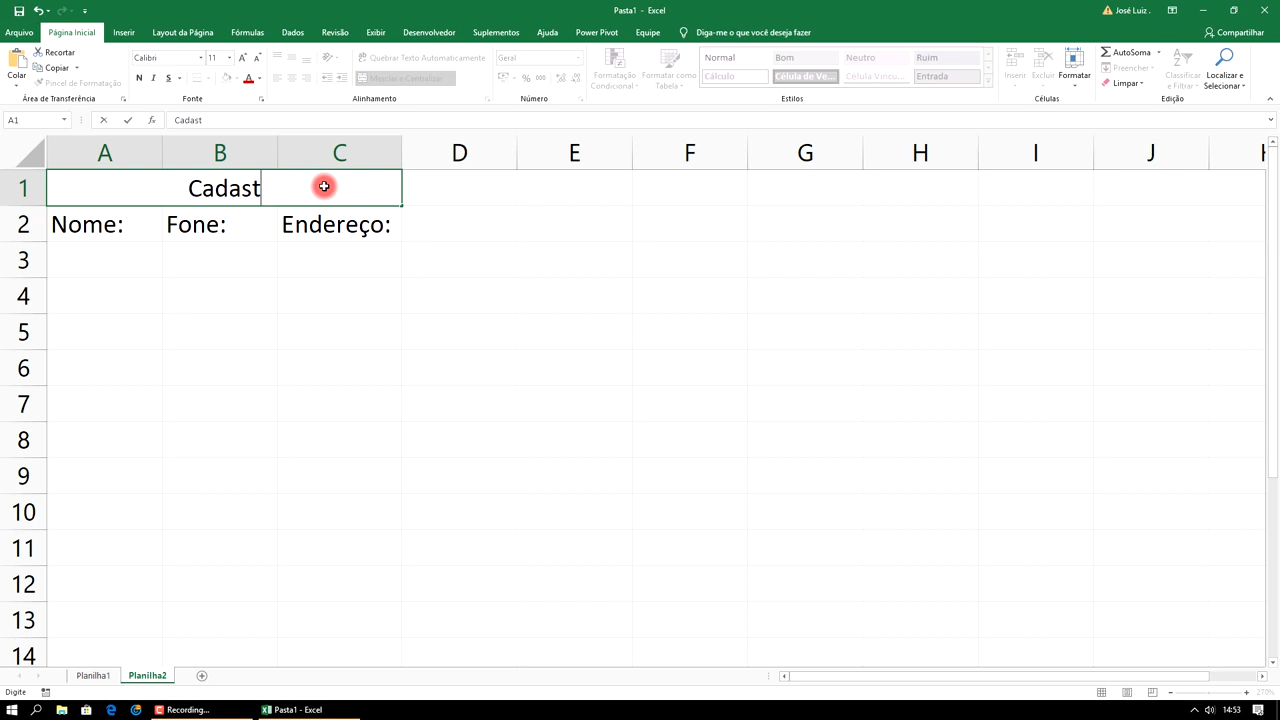 Pasta1 - Excel
José Luiz .
Arquivo Página Inicial Inserir Layout da Página Fórmulas Dados Revisão Exibir Desenvolvedor Suplementos Ajuda Power Pivot Equipe Diga-me o que você deseja fazer Compartilhar
Colar
Recortar
Copiar
Pincel de Formatação
Área de Transferência
Calibri 11
N I S
Fonte
Quebrar Texto Automaticamente
Mesclar e Centralizar
Alinhamento
Geral
% 000
Número
Formatação Condicional
Formatar como Tabela
Normal Bom Neutro Ruim
Cálculo Célula de Ve... Célula Vincu... Entrada
Estilos
Inserir Excluir Formatar
Células
AutoSoma
Preencher
Limpar
Classificar e Filtrar
Localizar e Selecionar
Edição
A1 fx Cadast
A B C D E F G H I J
1 Cadast
2 Nome: Fone: Endereço:
3
4
5
6
7
8
9
10
11
12
13
14
Planilha1 Planilha2
Digite 270%
Recording... Pasta1 - Excel 14:53